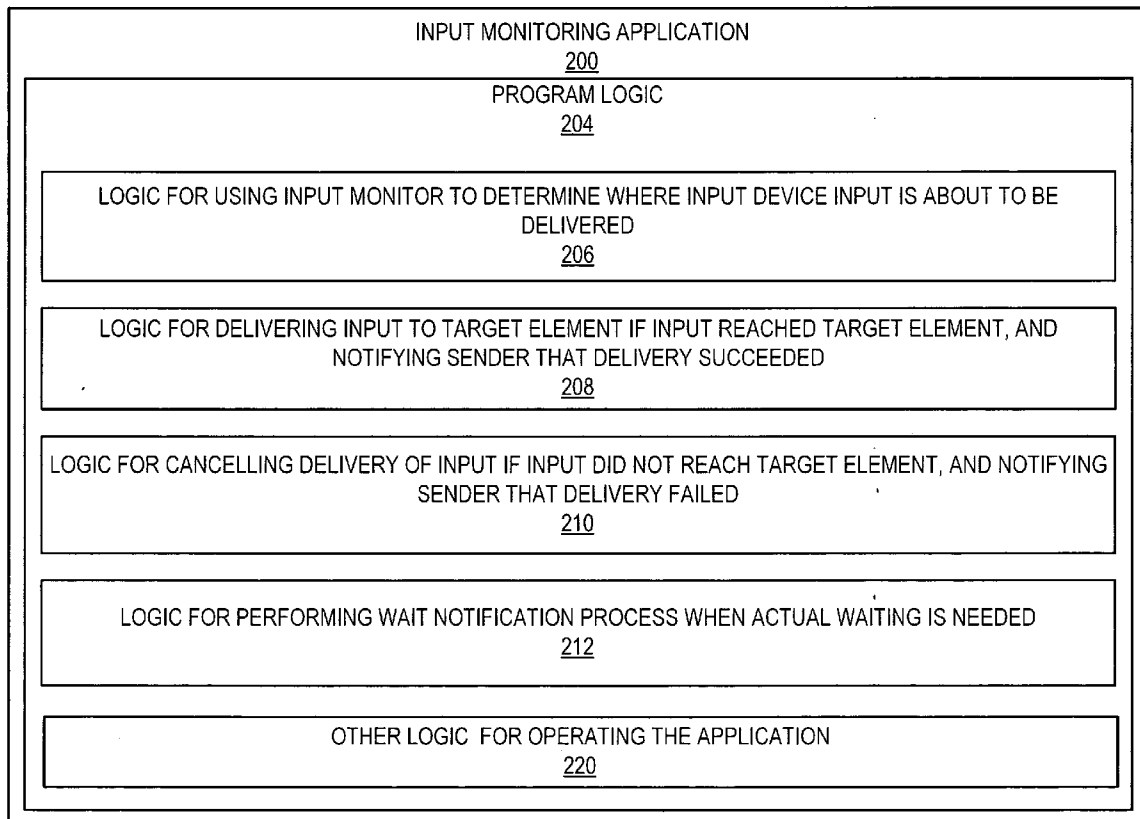 INPUT MONITORING APPLICATION
200
PROGRAM LOGIC
204
LOGIC FOR USING INPUT MONITOR TO DETERMINE WHERE INPUT DEVICE INPUT IS ABOUT TO BE
DELIVERED
206
LOGIC FOR DELIVERING INPUT TO TARGET ELEMENT IF INPUT REACHED TARGET ELEMENT, AND
NOTIFYING SENDER THAT DELIVERY SUCCEEDED
208
LOGIC FOR CANCELLING DELIVERY OF INPUT IF INPUT DID NOT REACH TARGET ELEMENT, AND NOTIFYING
SENDER THAT DELIVERY FAILED
210
LOGIC FOR PERFORMING WAIT NOTIFICATION PROCESS WHEN ACTUAL WAITING IS NEEDED
212
OTHER LOGIC FOR OPERATING THE APPLICATION
220